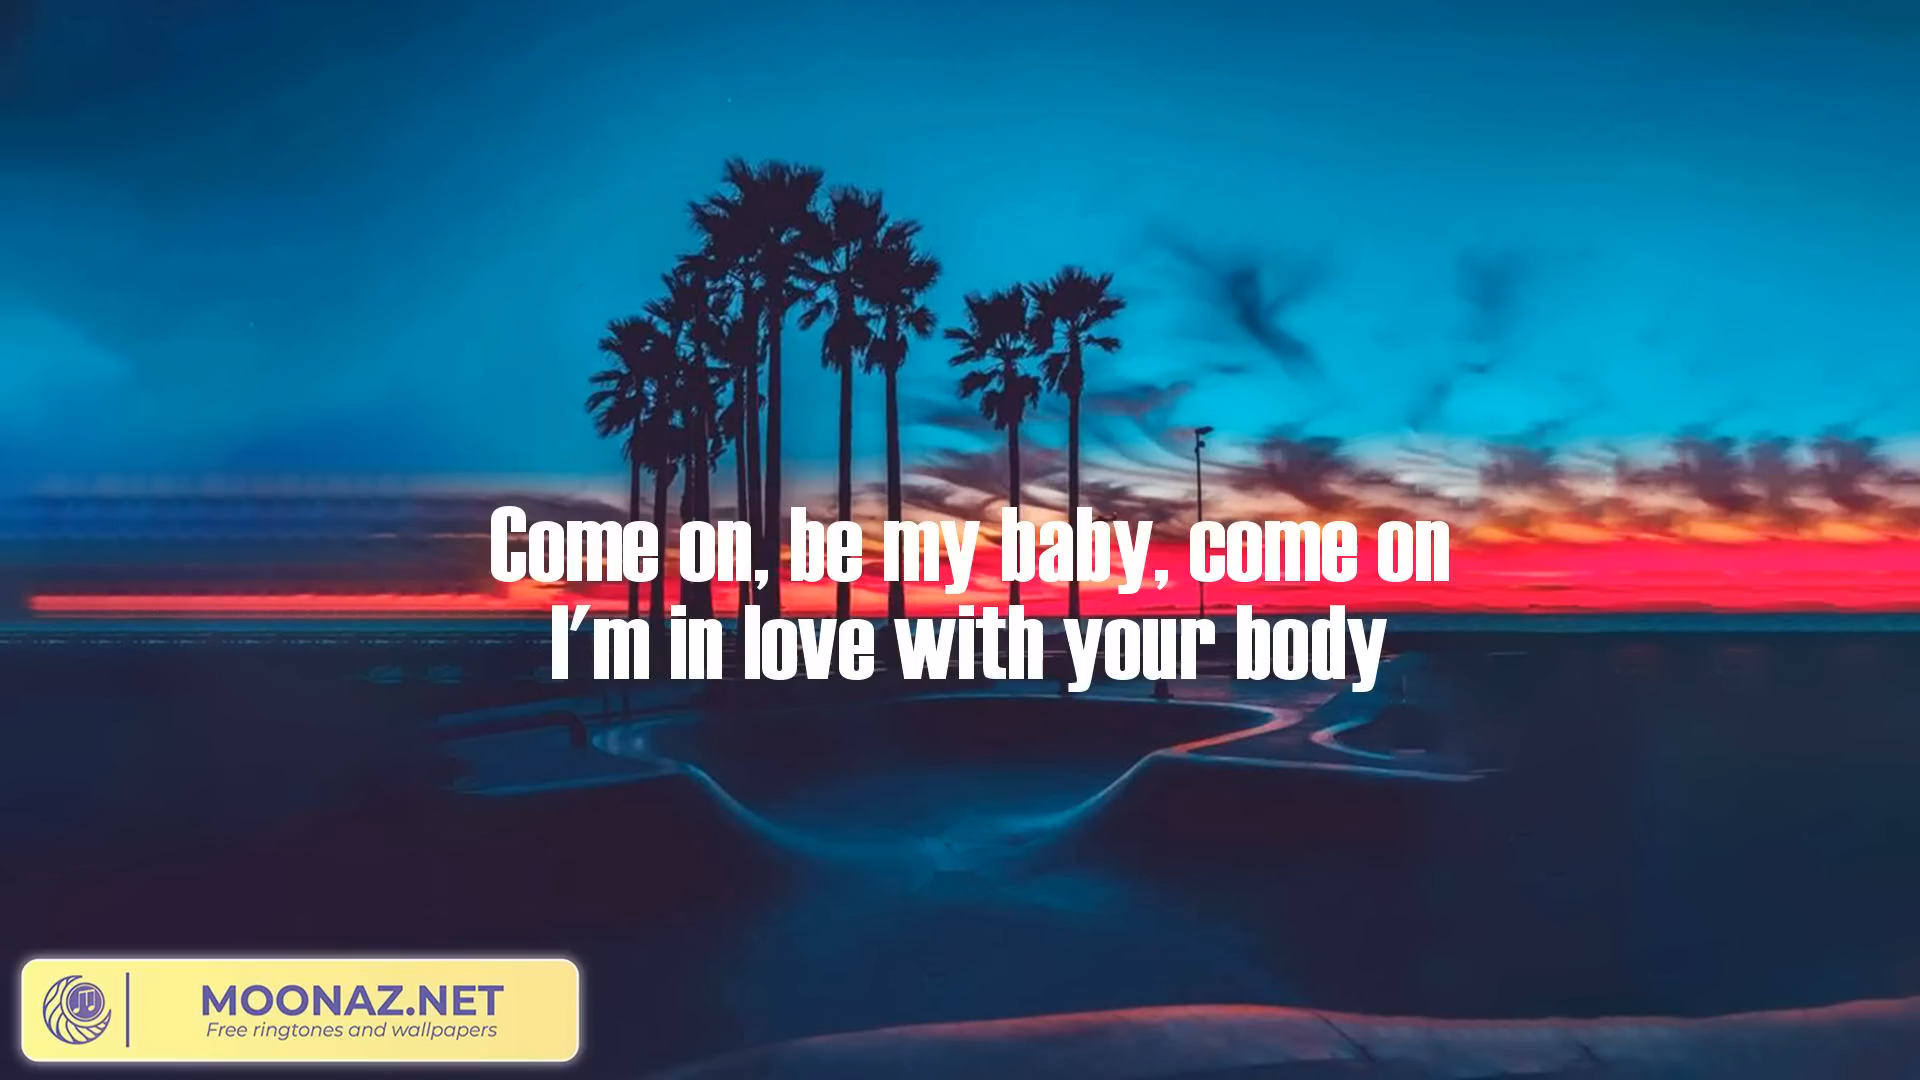 Come on, be my baby, come on
I'm in love with your body
MOONAZ.NET
Free ringtones and wallpapers